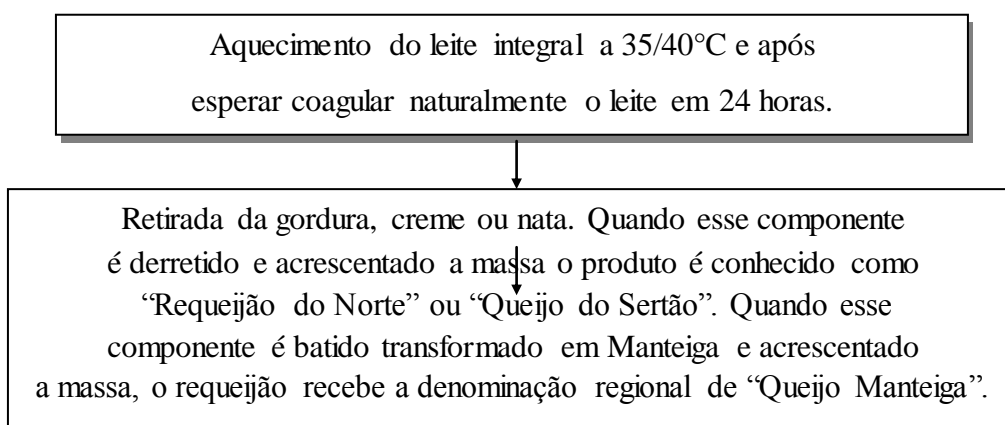 Aquecimento do leite integral a 35/40°C e após
esperar coagular naturalmente o leite em 24 horas.
Retirada da gordura, creme ou nata. Quando esse componente
é derretido e acrescentado a massa o produto é conhecido como
“Requeijão do Norte” ou “Queijo do Sertão”. Quando esse
componente é batido transformado em Manteiga e acrescentado
a massa, o requeijão recebe a denominação regional de “Queijo Manteiga”.